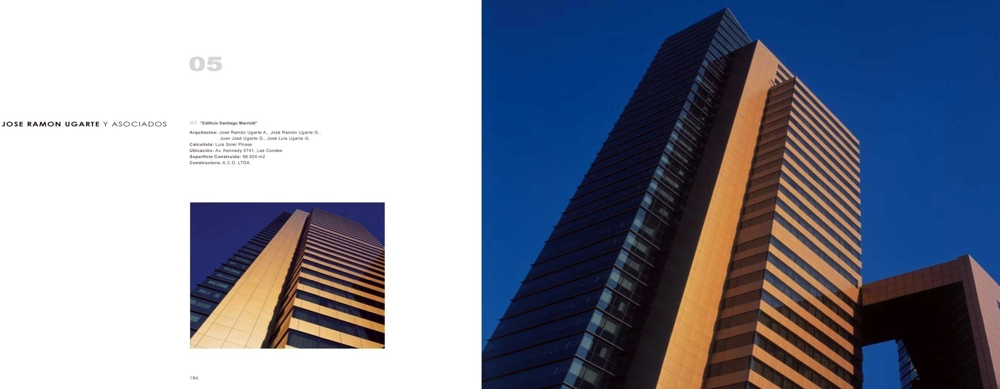 05
JOSE RAMON UGARTE Y ASOCIADOS
01 “Edificio Santiago Marriott”
Arquitectos: José Ramón Ugarte A., José Ramón Ugarte G.,
Juan José Ugarte G., José Luis Ugarte G.
Calculista: Luis Soler Pirase
Ubicación: Av. Kennedy 5741, Las Condes
Superficie Construida: 88.924 m2
Constructora: A.C.D. LTDA.
186